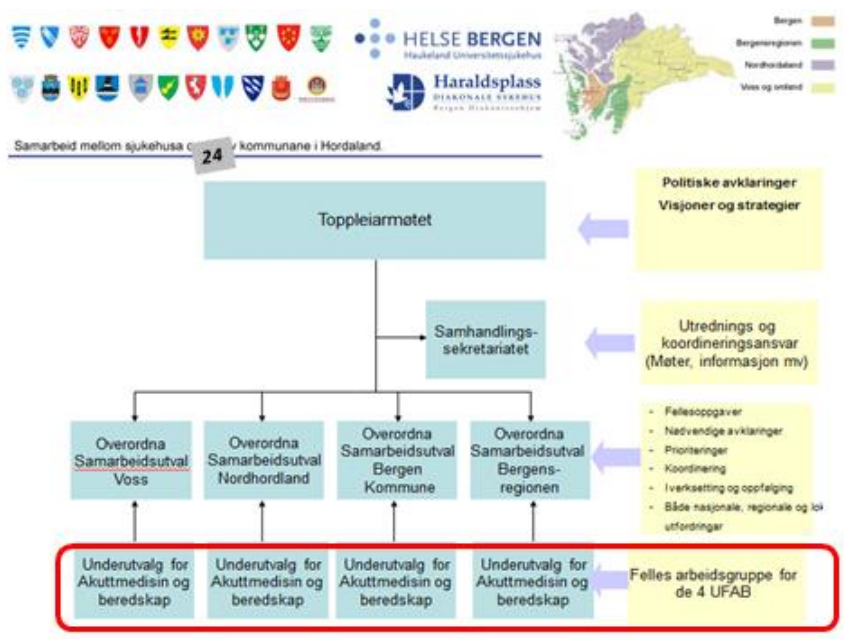 HELSE BERGEN
Haukeland Universitetssjukehus
Haraldsplass
DIAKONALE SYKEHUS
Bergen Diakonissehjem
Bergen
Bergensregionen
Nordhordaland
Voss og omland
Samarbeid mellom sjukehusa kommunane i Hordaland.
24
Toppleiarmøtet
Politiske avklaringer
Visjoner og strategier
Samhandlings-
sekretariatet
Utrednings og
koordineringsansvar
(Møter, informasjon mv)
Overordna
Samarbeidsutval
Voss
Overordna
Samarbeidsutval
Nordhordland
Overordna
Samarbeidsutval
Bergen
Kommune
Overordna
Samarbeidsutval
Bergens-
regionen
- Fellesoppgaver
- Nødvendige avklaringer
- Prioriteringer
- Koordinering
- Iverksetting og oppfølging
- Både nasjonale, regionale og lok
utfordringar
Underutvalg for
Akuttmedisin og
beredskap
Underutvalg for
Akuttmedisin og
beredskap
Underutvalg for
Akuttmedisin og
beredskap
Underutvalg for
Akuttmedisin og
beredskap
Felles arbeidsgruppe for
de 4 UFAB